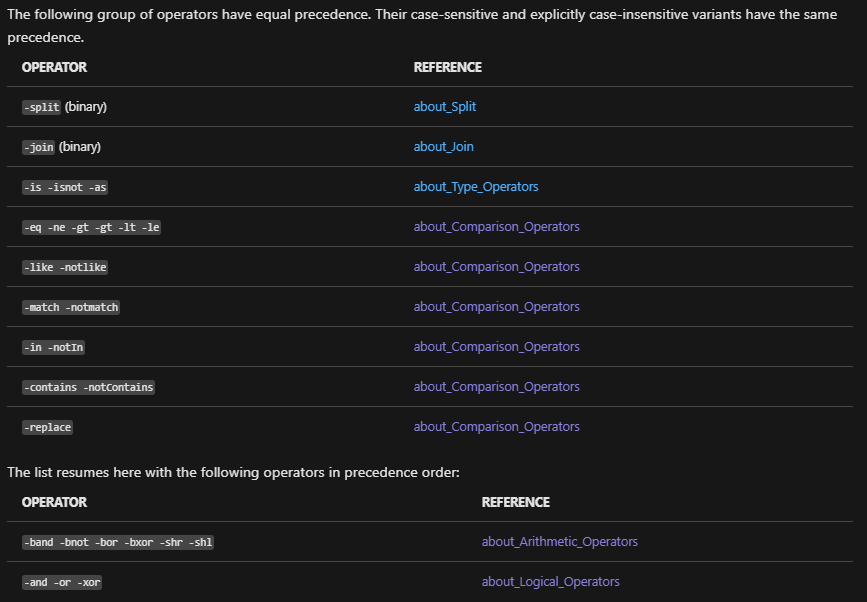 The following group of operators have equal precedence. Their case-sensitive and explicitly case-insensitive variants have the same
precedence.
OPERATOR REFERENCE
-split (binary) about_Split
-join (binary) about_Join
-is -isnot -as about_Type_Operators
-eq -ne -gt -gt -lt -le about_Comparison_Operators
-like -notlike about_Comparison_Operators
-match -notmatch about_Comparison_Operators
-in -notIn about_Comparison_Operators
-contains -notContains about_Comparison_Operators
-replace about_Comparison_Operators
The list resumes here with the following operators in precedence order:
OPERATOR REFERENCE
-band -bnot -bor -bxor -shr -shl about_Arithmetic_Operators
-and -or -xor about_Logical_Operators